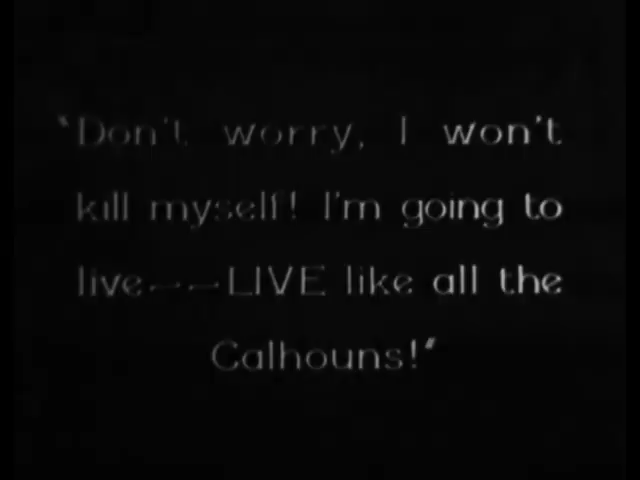 "Don't worry, I won't
kill myself! I'm going to
live——LIVE like all the
Calhouns!"